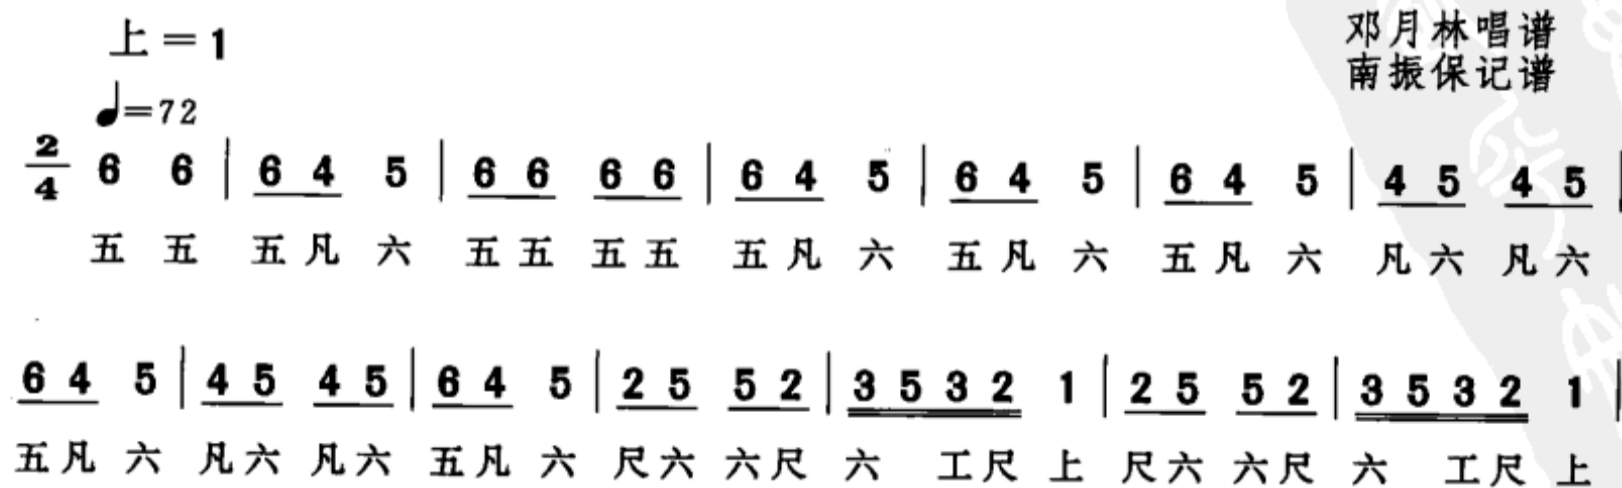 上=1
邓月林唱谱
♩=72
南振保记谱
2/4 6 6 | 6 4 5 | 6 6 6 6 | 6 4 5 | 6 4 5 | 6 4 5 | 4 5 4 5 |
五 五 五 凡 六 五 五 五 五 五 凡 六 五 凡 六 五 凡 六 凡 六 凡 六
6 4 5 | 4 5 4 5 | 6 4 5 | 2 5 5 2 | 3 5 3 2 1 | 2 5 5 2 | 3 5 3 2 1 |
五 凡 六 凡 六 凡 六 五 凡 六 尺 六 六 尺 六 工 尺 上 尺 六 六 尺 六 工 尺 上